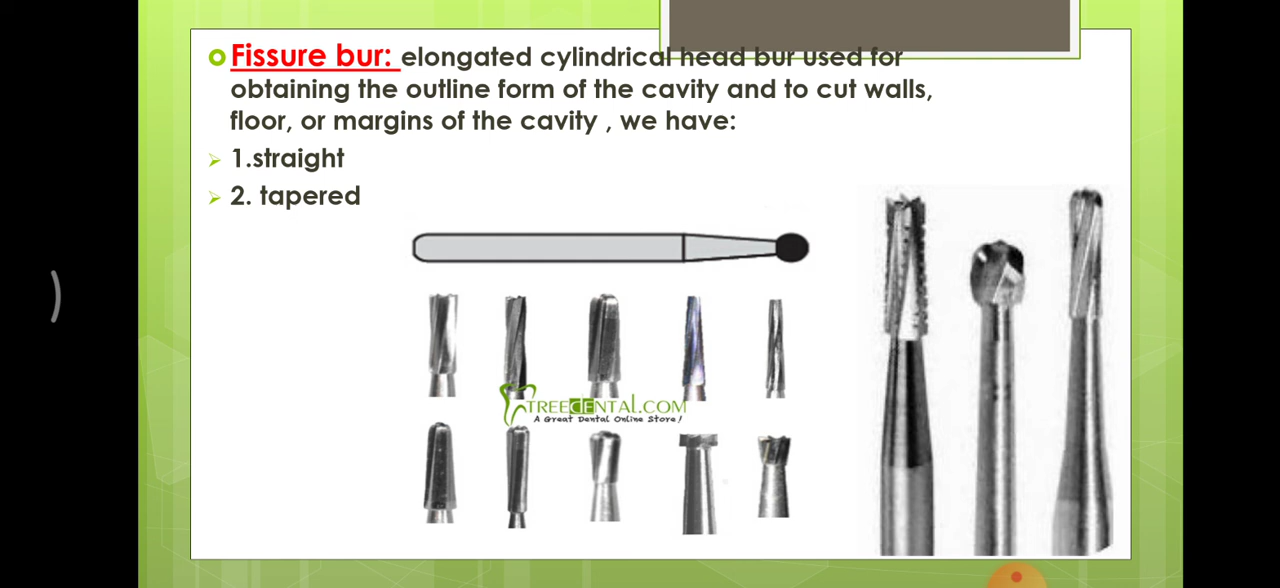 Fissure bur: elongated cylindrical head bur used for
obtaining the outline form of the cavity and to cut walls,
floor, or margins of the cavity , we have:
1.straight
2. tapered
TREEDENTAL.COM
A Great Dental Online Store!